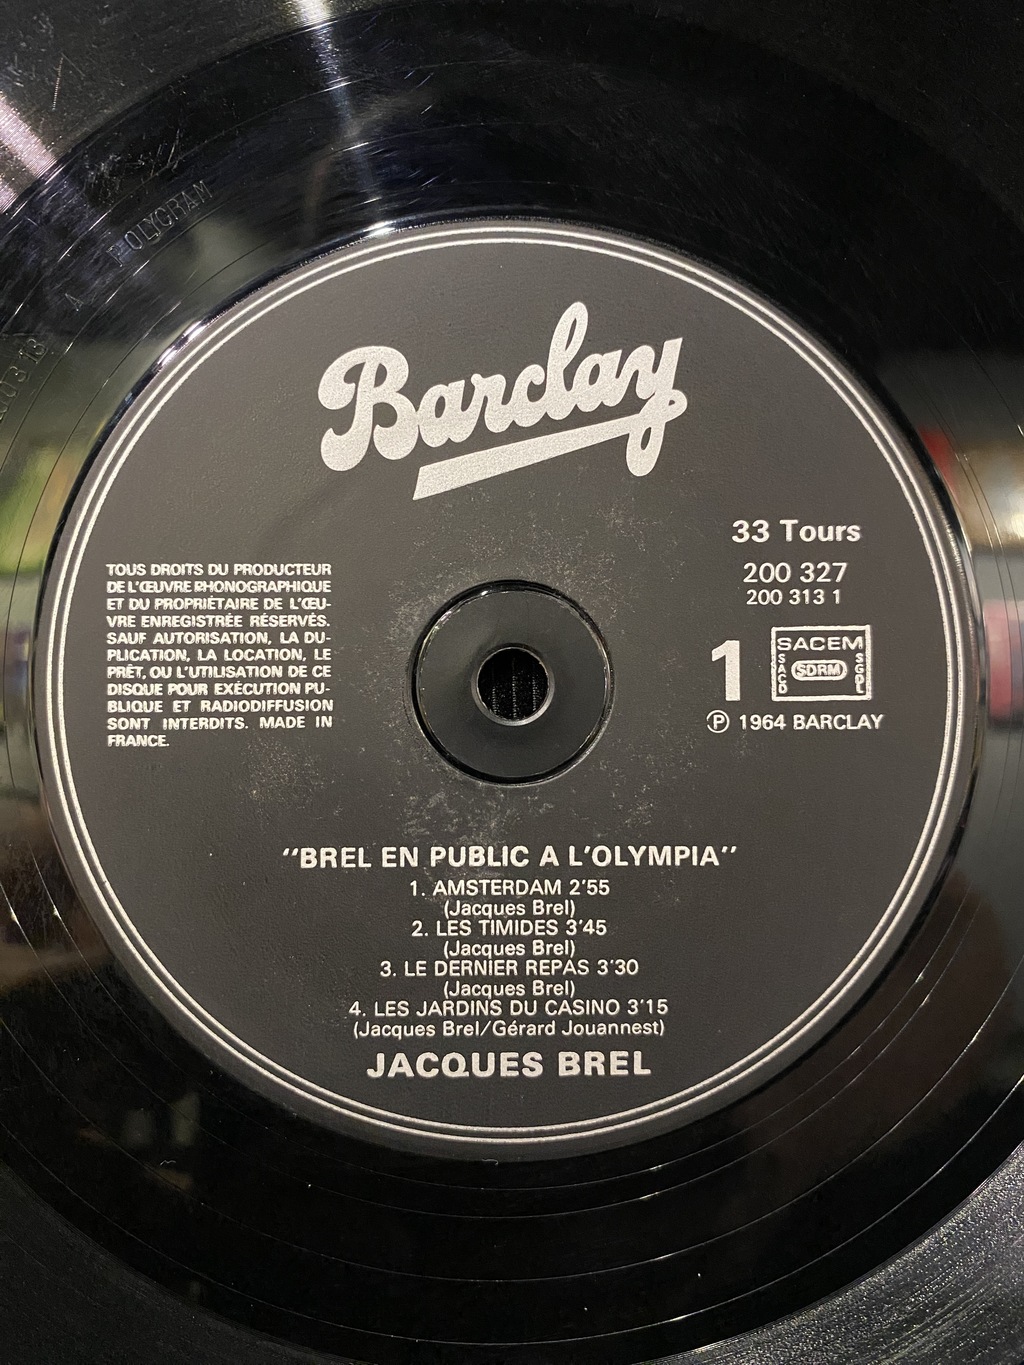 POLYGRAM
A
Barclay
33 Tours
200 327
200 313 1
TOUS DROITS DU PRODUCTEUR
DE L'ŒUVRE PHONOGRAPHIQUE
ET DU PROPRIÉTAIRE DE L'ŒU-
VRE ENREGISTRÉE RÉSERVÉS.
SAUF AUTORISATION, LA DU-
PLICATION, LA LOCATION, LE
PRÊT, OU L'UTILISATION DE CE
DISQUE POUR EXÉCUTION PU-
BLIQUE ET RADIODIFFUSION
SONT INTERDITS. MADE IN
FRANCE.
1
SACEM
SACD
SDRM
SGDL
Ⓟ 1964 BARCLAY
"BREL EN PUBLIC A L'OLYMPIA"
1. AMSTERDAM 2'55
(Jacques Brel)
2. LES TIMIDES 3'45
(Jacques Brel)
3. LE DERNIER REPAS 3'30
(Jacques Brel)
4. LES JARDINS DU CASINO 3'15
(Jacques Brel/Gérard Jouannest)
JACQUES BREL